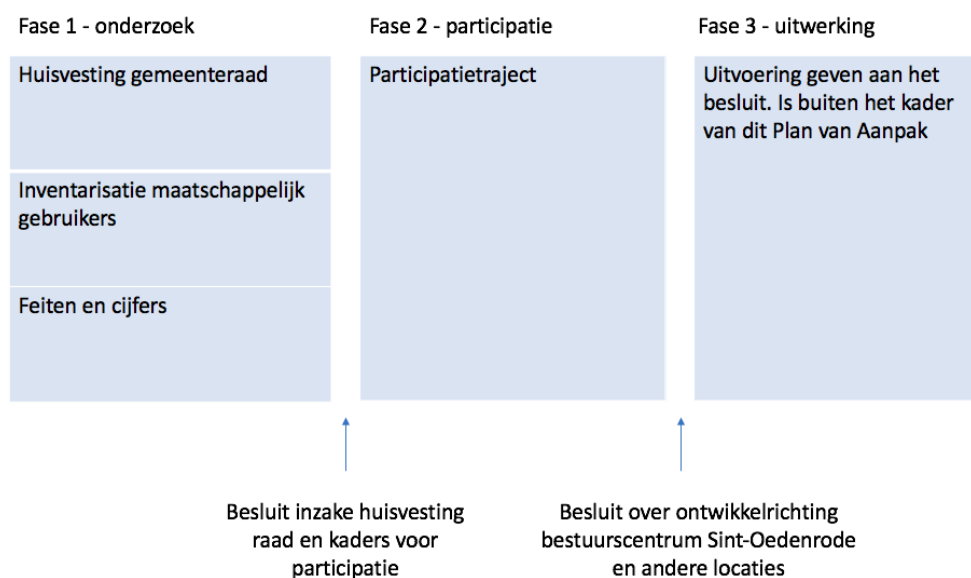 Fase 1 - onderzoek
Huisvesting gemeenteraad
Inventarisatie maatschappelijk
gebruikers
Feiten en cijfers
Fase 2 - participatie
Participatietraject
Fase 3 - uitwerking
Uitvoering geven aan het
besluit. Is buiten het kader
van dit Plan van Aanpak
Besluit inzake huisvesting
raad en kaders voor
participatie
Besluit over ontwikkelrichting
bestuurscentrum Sint-Oedenrode
en andere locaties